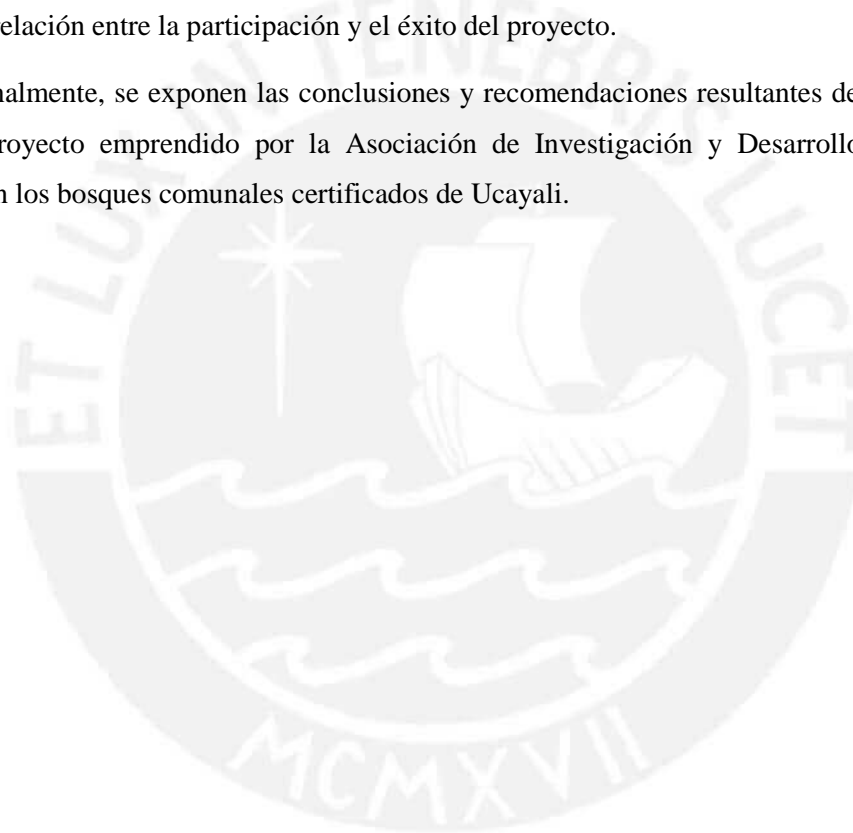 elación entre la participación y el éxito del proyecto.
nalmente, se exponen las conclusiones y recomendaciones resultantes de
royecto emprendido por la Asociación de Investigación y Desarrollo
n los bosques comunales certificados de Ucayali.
ET LUX IN TENEBRIS LUCET
MCMXVII